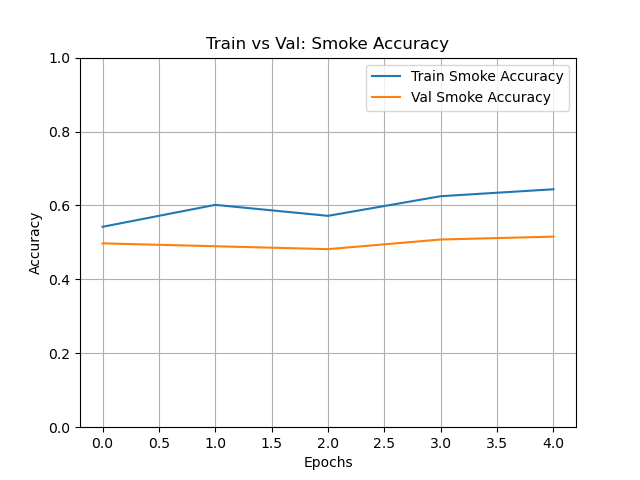 Train vs Val: Smoke Accuracy
Train Smoke Accuracy
Val Smoke Accuracy
Accuracy
1.0
0.8
0.6
0.4
0.2
0.0
0.0 0.5 1.0 1.5 2.0 2.5 3.0 3.5 4.0
Epochs